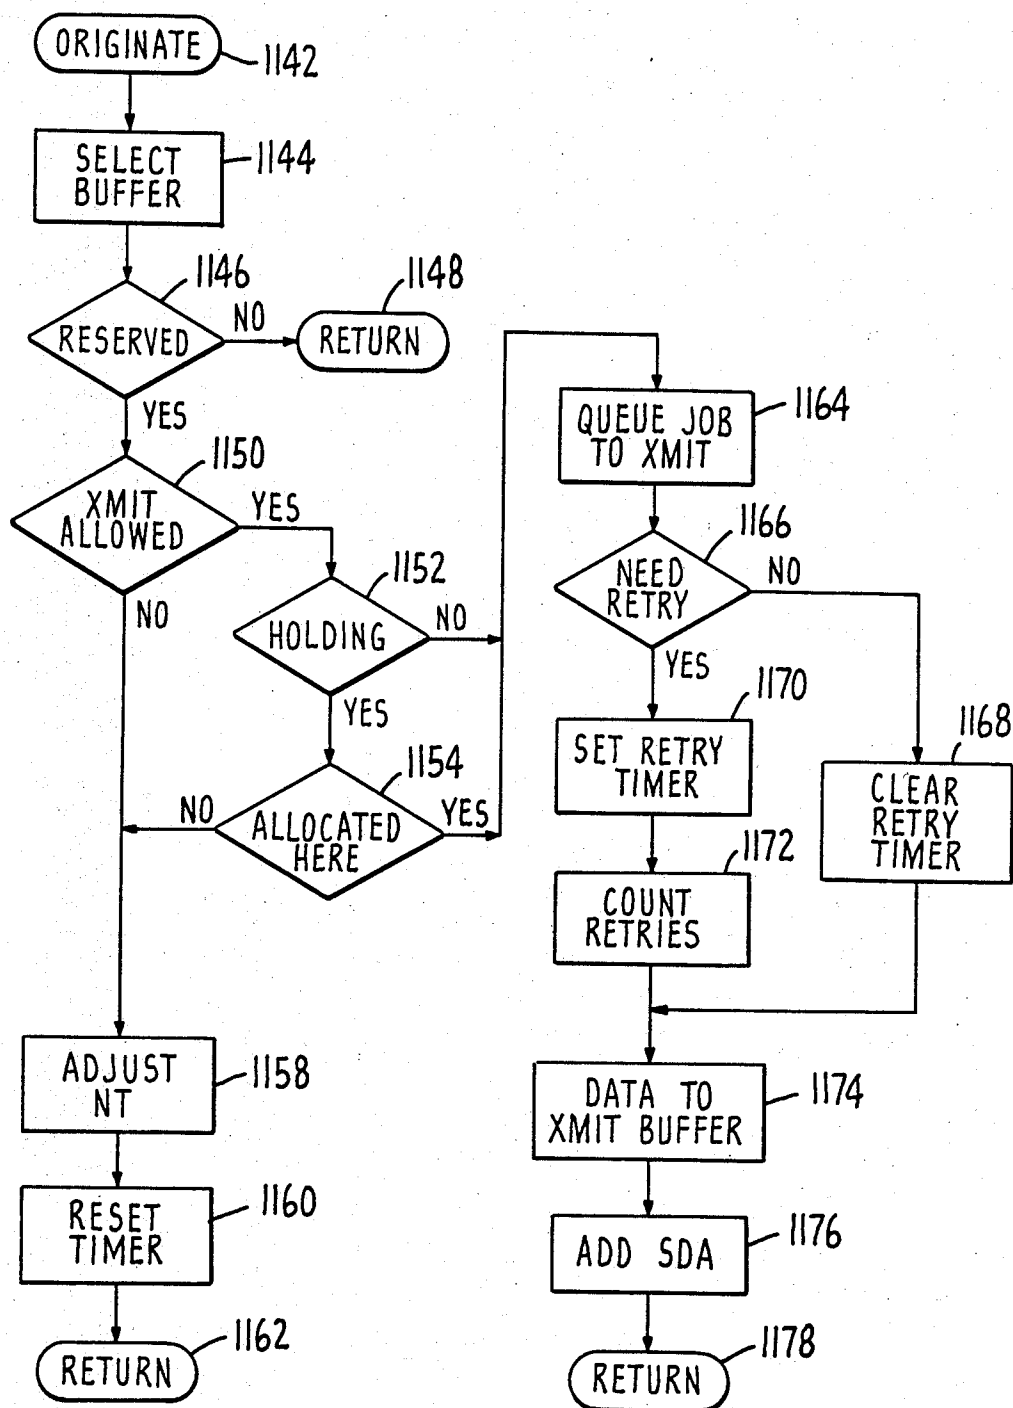 ORIGINATE
1142
SELECT
BUFFER
1144
RESERVED
1146
NO
RETURN
1148
YES
XMIT
ALLOWED
1150
YES
NO
HOLDING
1152
NO
YES
ALLOCATED
HERE
1154
NO
YES
ADJUST
NT
1158
RESET
TIMER
1160
RETURN
1162
QUEUE JOB
TO XMIT
1164
NEED
RETRY
1166
NO
YES
SET RETRY
TIMER
1170
CLEAR
RETRY
TIMER
1168
COUNT
RETRIES
1172
DATA TO
XMIT BUFFER
1174
ADD SDA
1176
RETURN
1178